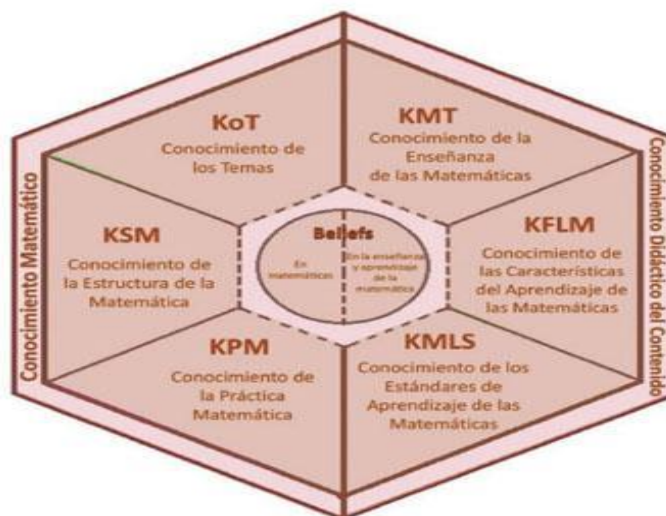 KoT
Conocimiento de
los Temas
KMT
Conocimiento de la
Enseñanza
de las Matemáticas
Conocimiento Matemático
KSM
Conocimiento de
la Estructura de la
Matemática
Beliefs
En
matemáticas
En la enseñanza
y aprendizaje
de la
matemática
KFLM
Conocimiento de
las Características
del Aprendizaje de
las Matemáticas
Conocimiento Didáctico del Contenido
KPM
Conocimiento de
la Práctica
Matemática
KMLS
Conocimiento de los
Estándares de
Aprendizaje de las
Matemáticas